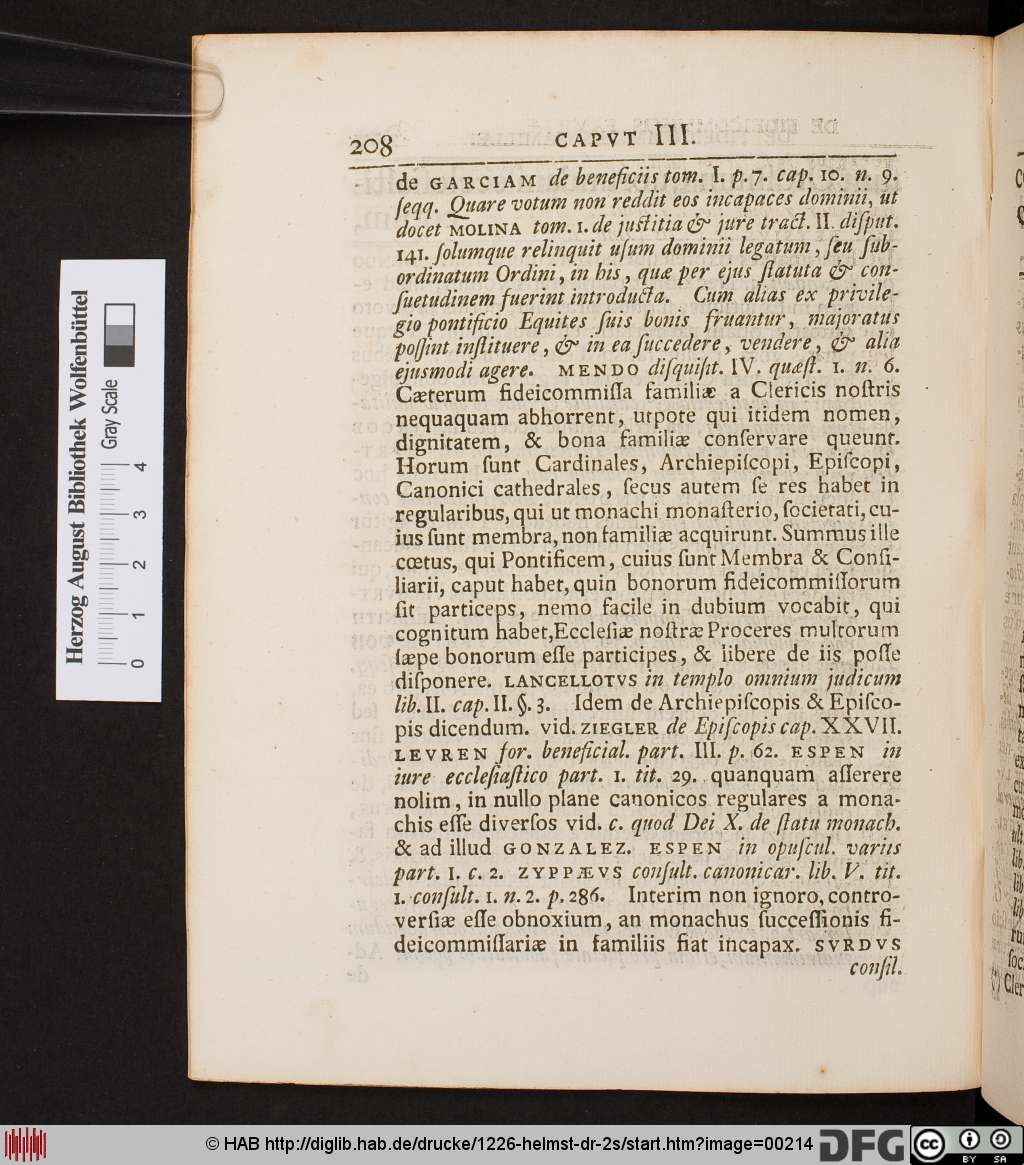 208 CAPVT III.
de GARCIAM de beneficiis tom. I. p. 7. cap. 10. n. 9.
ſeqq. Quare votum non reddit eos incapaces dominii, ut
docet MOLINA tom. 1. de juſtitia & jure tract. II. diſput.
141. ſolumque relinquit uſum dominii legatum, ſeu ſub-
ordinatum Ordini, in his, quæ per ejus ſtatuta & con-
ſuetudinem fuerint introducta. Cum alias ex privile-
gio pontificio Equites ſuis bonis fruantur, majoratus
poſſint inſtituere, & in ea ſuccedere, vendere, & alia
ejusmodi agere. MENDO diſquiſit. IV. quæſt. 1. n. 6.
Cæterum fideicommiſſa familiæ a Clericis noſtris
nequaquam abhorrent, utpote qui itidem nomen,
dignitatem, & bona familiæ conſervare queunt.
Horum ſunt Cardinales, Archiepiſcopi, Epiſcopi,
Canonici cathedrales, ſecus autem ſe res habet in
regularibus, qui ut monachi monaſterio, ſocietati, cu-
ius ſunt membra, non familiæ acquirunt. Summus ille
cœtus, qui Pontificem, cuius ſunt Membra & Conſi-
liarii, caput habet, quin bonorum fideicommiſſorum
ſit particeps, nemo facile in dubium vocabit, qui
cognitum habet, Eccleſiæ noſtræ Proceres multorum
ſæpe bonorum eſſe participes, & libere de iis poſſe
diſponere. LANCELLOTVS in templo omnium judicum
lib. II. cap. II. §. 3. Idem de Archiepiſcopis & Epiſco-
pis dicendum. vid. ZIEGLER de Epiſcopis cap. XXVII.
LEVREN for. beneficial. part. III. p. 62. ESPEN in
iure eccleſiaſtico part. 1. tit. 29. quanquam aſſerere
nolim, in nullo plane canonicos regulares a mona-
chis eſſe diverſos vid. c. quod Dei X. de ſtatu monach.
& ad illud GONZALEZ. ESPEN in opuſcul. variis
part. I. c. 2. ZYPPÆVS conſult. canonicar. lib. V. tit.
1. conſult. 1. n. 2. p. 286. Interim non ignoro, contro-
verſiæ eſſe obnoxium, an monachus ſucceſſionis fi-
deicommiſſariæ in familiis fiat incapax. SVRDVS
conſil.
Herzog August Bibliothek Wolfenbüttel
Gray Scale
0 1 2 3 4
© HAB http://diglib.hab.de/drucke/1226-helmst-dr-2s/start.htm?image=00214
DFG
cc BY SA